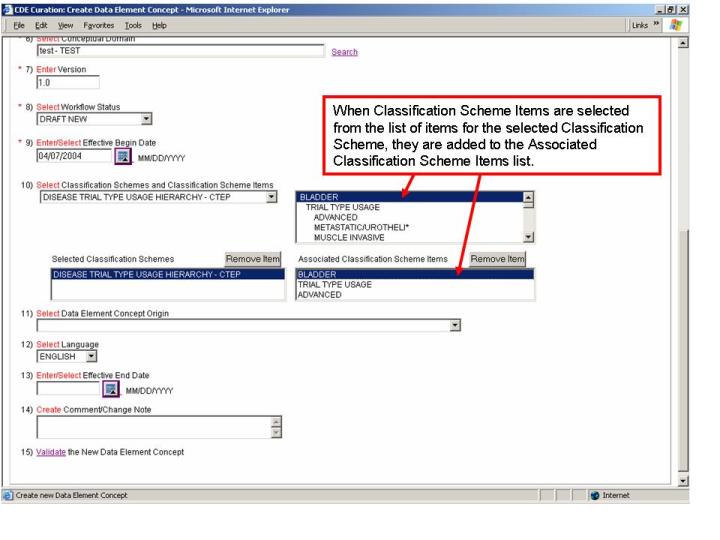 CDE Curation: Create Data Element Concept - Microsoft Internet Explorer
File Edit View Favorites Tools Help
Links »
* 6) Select Conceptual Domain
test - TEST
Search
* 7) Enter Version
1.0
* 8) Select Workflow Status
DRAFT NEW
When Classification Scheme Items are selected
from the list of items for the selected Classification
Scheme, they are added to the Associated
Classification Scheme Items list.
* 9) Enter/Select Effective Begin Date
04/07/2004 MM/DD/YYYY
10) Select Classification Schemes and Classification Scheme Items
DISEASE TRIAL TYPE USAGE HIERARCHY - CTEP
BLADDER
TRIAL TYPE USAGE
ADVANCED
METASTATIC/UROTHELI*
MUSCLE INVASIVE
Selected Classification Schemes Remove Item Associated Classification Scheme Items Remove Item
DISEASE TRIAL TYPE USAGE HIERARCHY - CTEP
BLADDER
TRIAL TYPE USAGE
ADVANCED
11) Select Data Element Concept Origin
12) Select Language
ENGLISH
13) Enter/Select Effective End Date
MM/DD/YYYY
14) Create Comment/Change Note
15) Validate the New Data Element Concept
Create new Data Element Concept
Internet